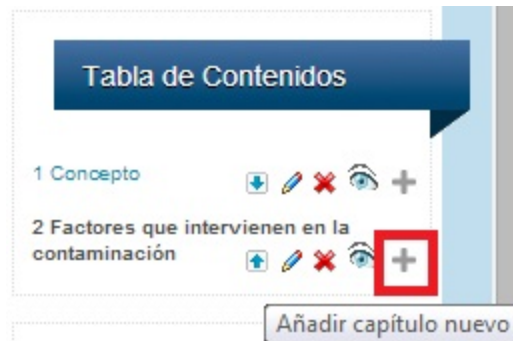 Tabla de Contenidos
1 Concepto
2 Factores que intervienen en la
contaminación
Añadir capítulo nuevo